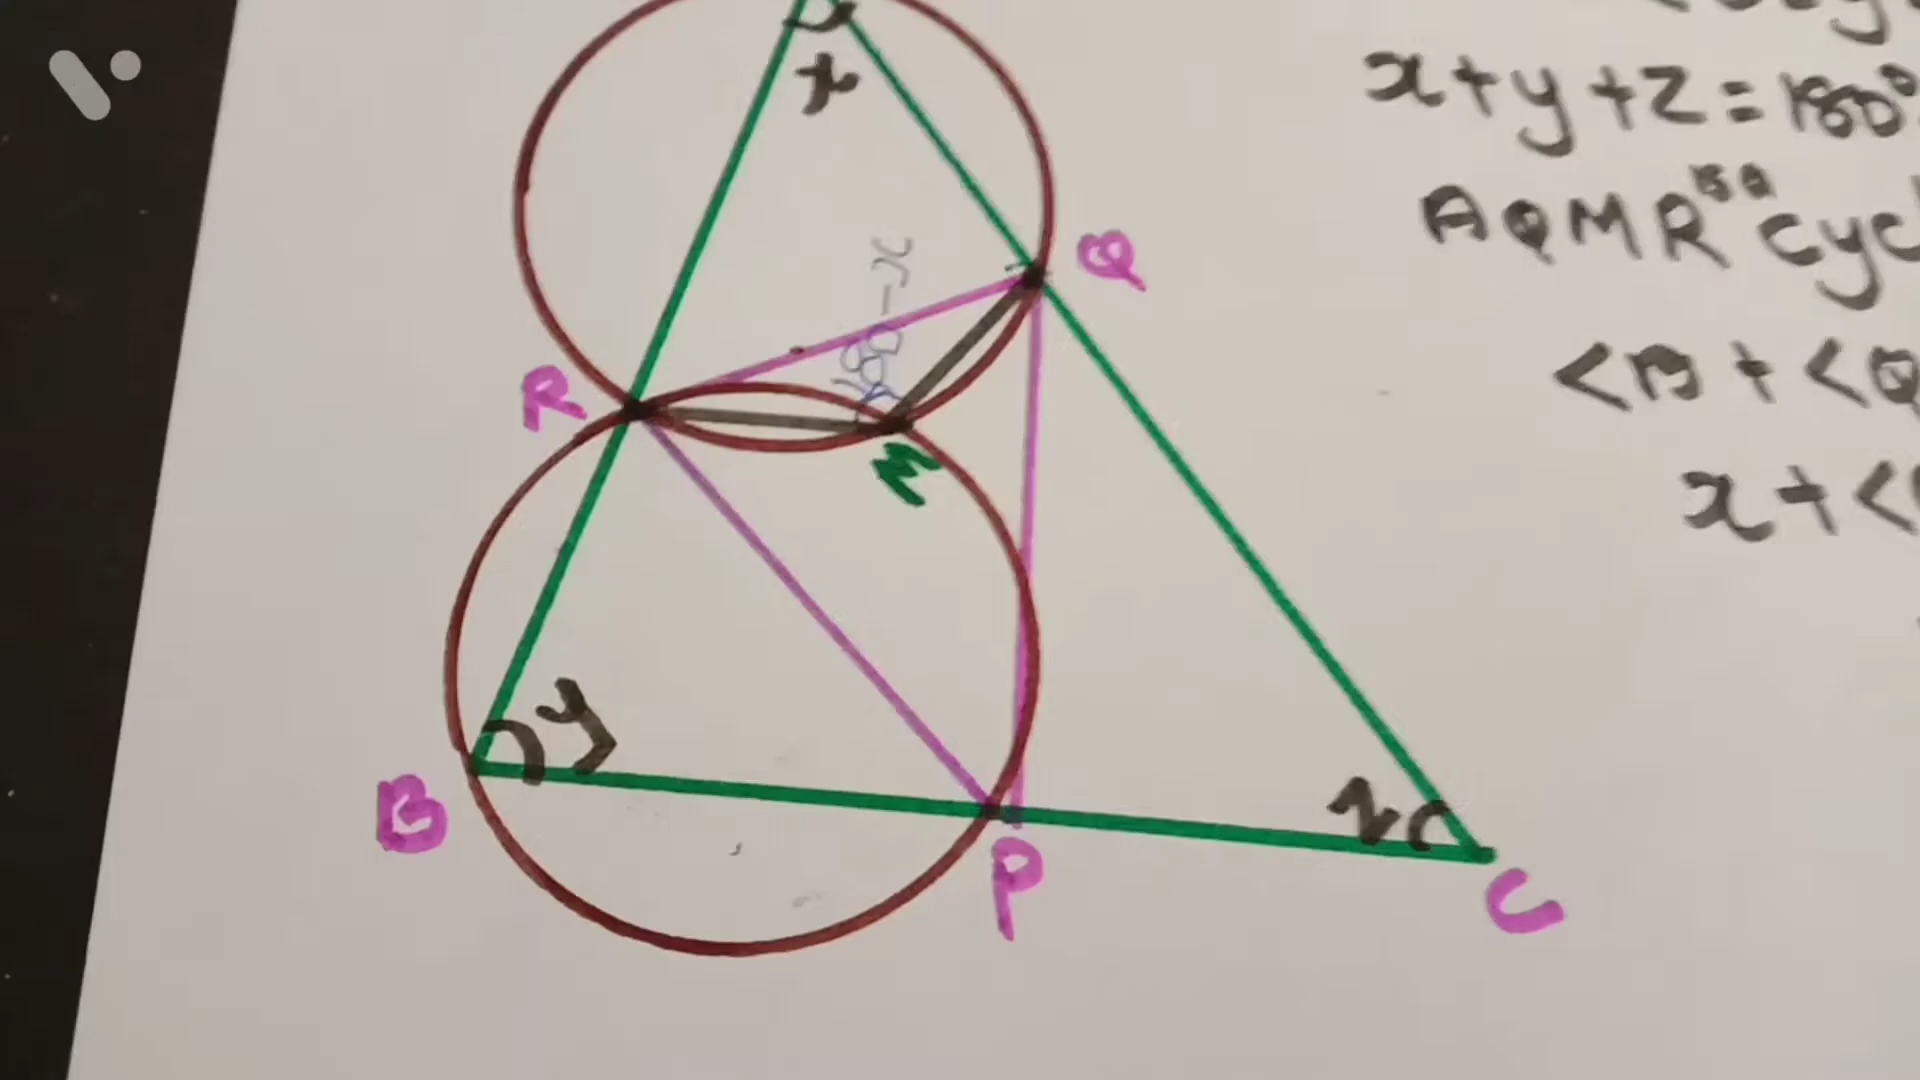 x
x+y+z=180°
AQMR is a cyc
Q
180-x
<A + <Q
R
M
x + <
y
B
z
P
C